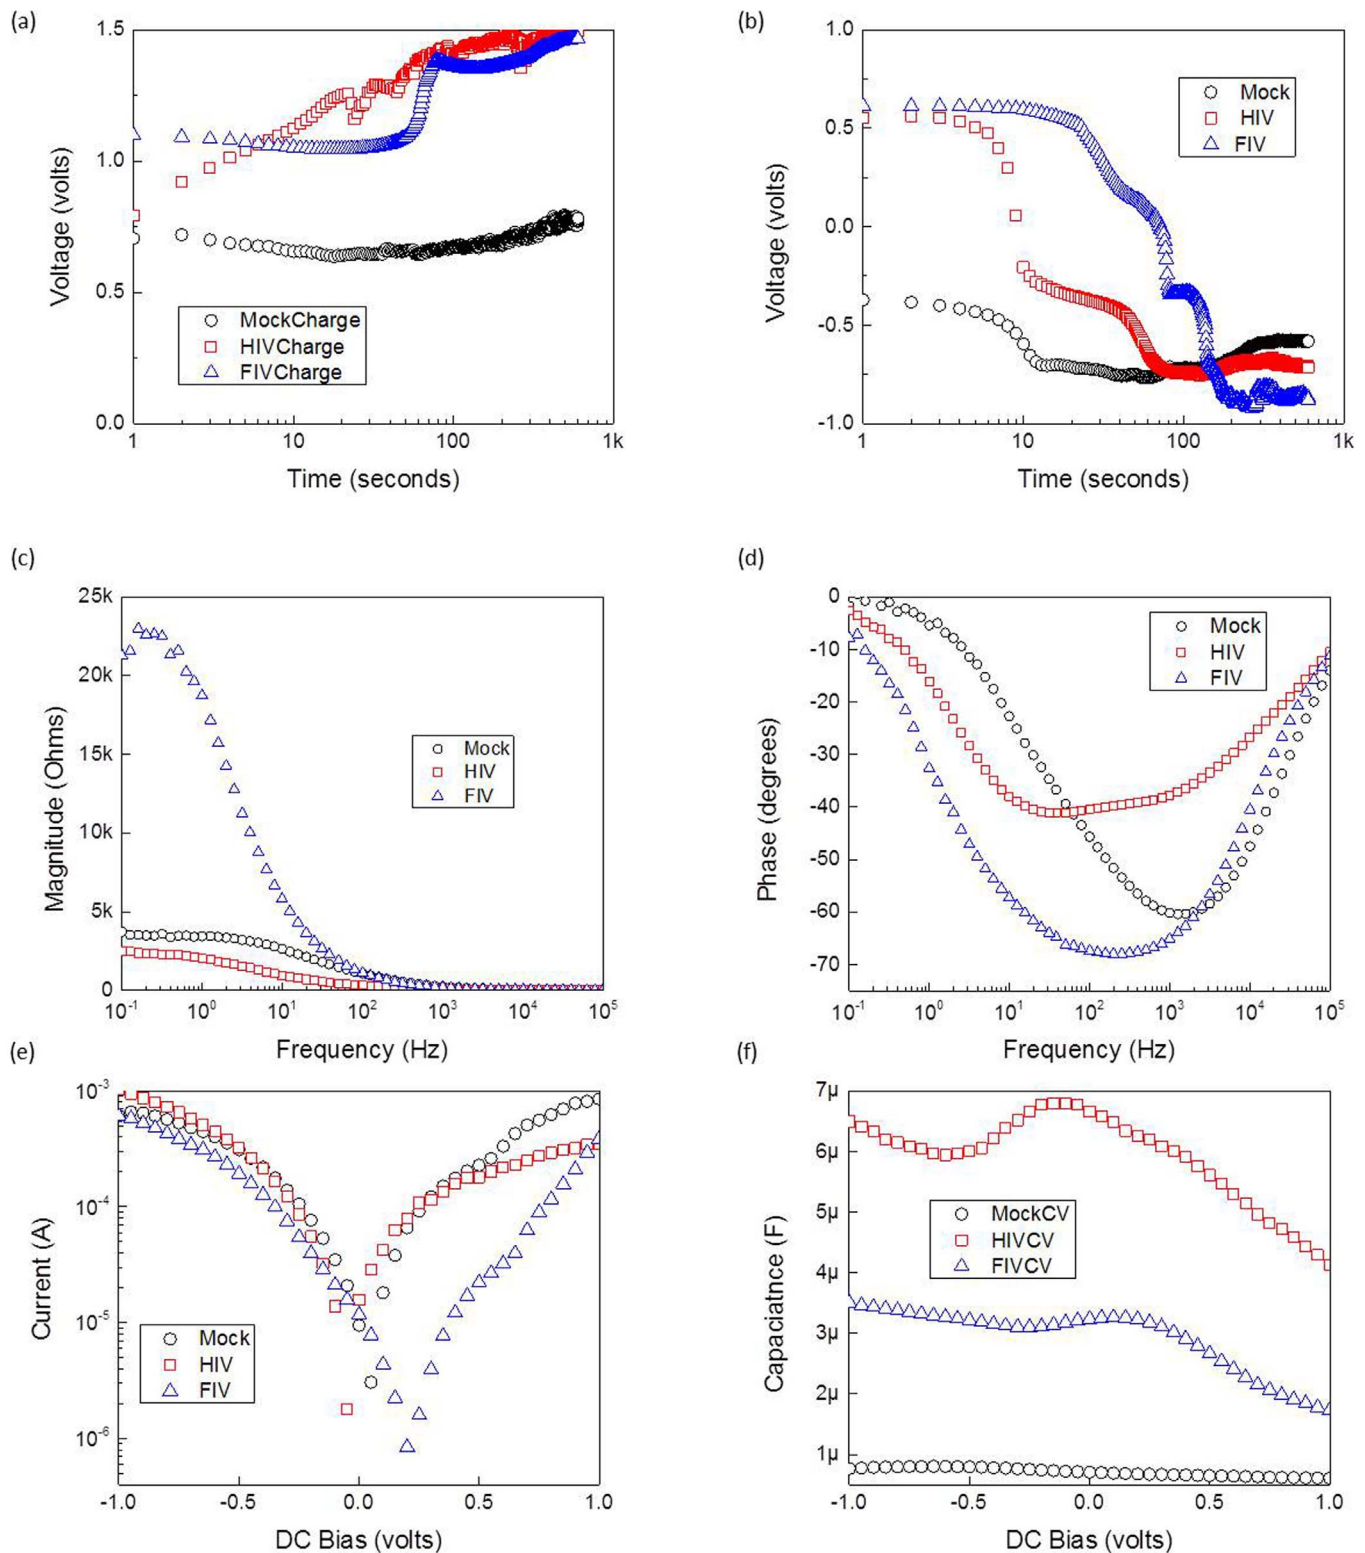 (a)
1.5
1.0
0.5
0.0
Voltage (volts)
MockCharge
HIVCharge
FIVCharge
1
10
100
1k
Time (seconds)
(b)
1.0
0.5
0.0
-0.5
-1.0
Voltage (volts)
Mock
HIV
FIV
1
10
100
1k
Time (seconds)
(c)
25k
20k
15k
10k
5k
0
Magnitude (Ohms)
Mock
HIV
FIV
10⁻¹
10⁰
10¹
10²
10³
10⁴
10⁵
Frequency (Hz)
(d)
0
-10
-20
-30
-40
-50
-60
-70
Phase (degrees)
Mock
HIV
FIV
10⁻¹
10⁰
10¹
10²
10³
10⁴
10⁵
Frequency (Hz)
(e)
10⁻³
10⁻⁴
10⁻⁵
10⁻⁶
Current (A)
Mock
HIV
FIV
-1.0
-0.5
0.0
0.5
1.0
DC Bias (volts)
(f)
7µ
6µ
5µ
4µ
3µ
2µ
1µ
Capaciatnce (F)
MockCV
HIVCV
FIVCV
-1.0
-0.5
0.0
0.5
1.0
DC Bias (volts)